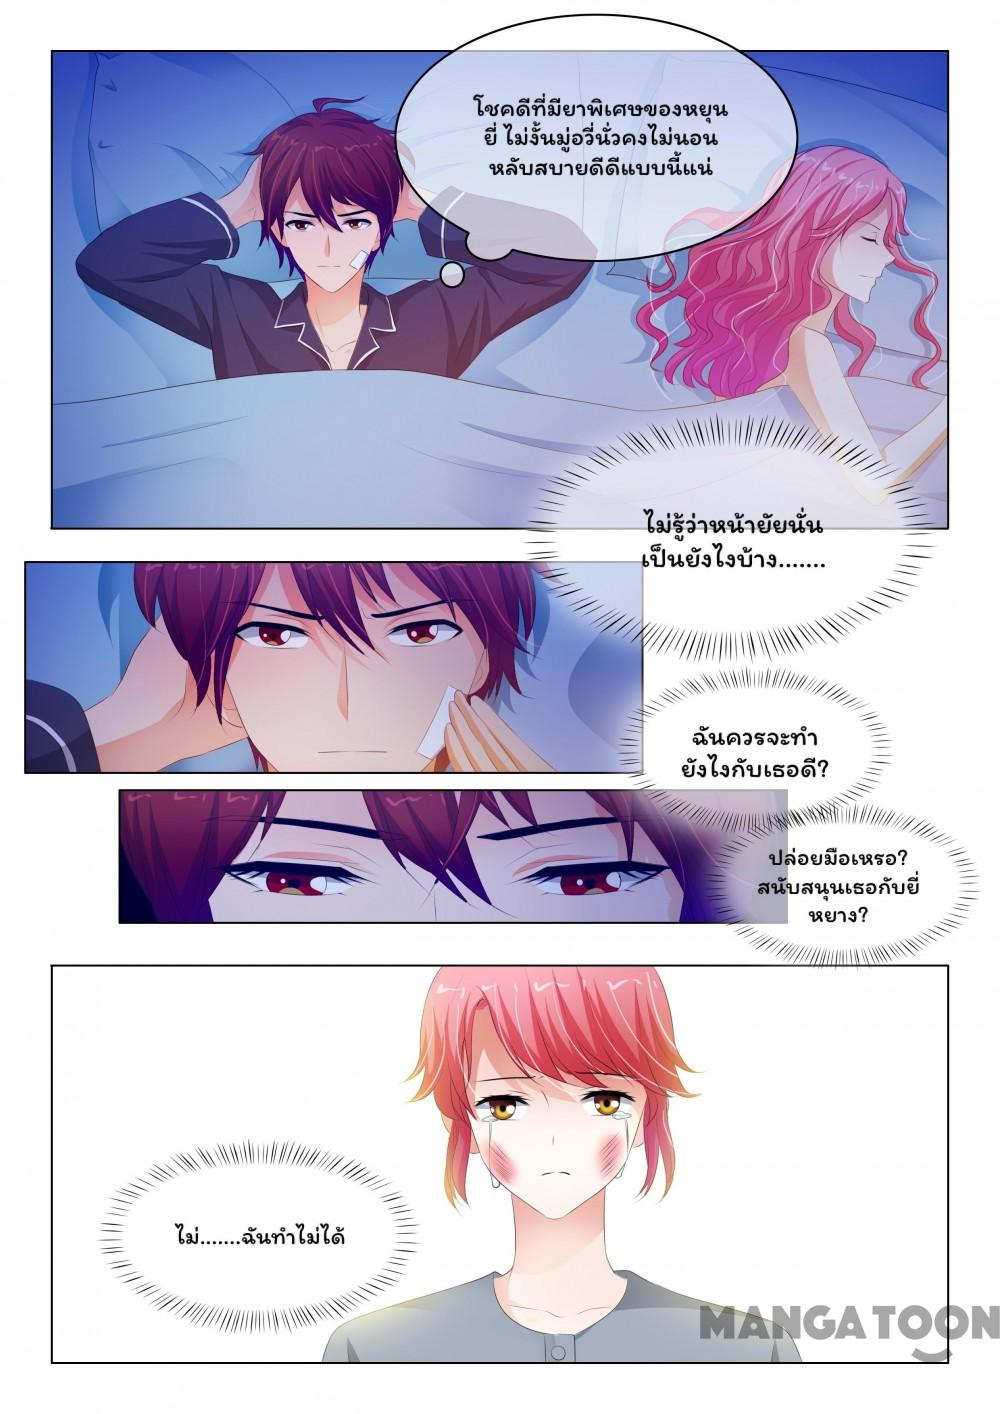 โชคดีที่มียาพิเศษของหยุน
ยี่ ไม่งั้นมู่อวี่นั่วคงไม่นอน
หลับสบายดีดีแบบนี้แน่
ไม่รู้ว่าหน้ายัยนั่น
เป็นยังไงบ้าง.......
ฉันควรจะทำ
ยังไงกับเธอดี?
ปล่อยมือเหรอ?
สนับสนุนเธอกับยี่
หยาง?
ไม่.......ฉันทำไม่ได้
MANGATOON